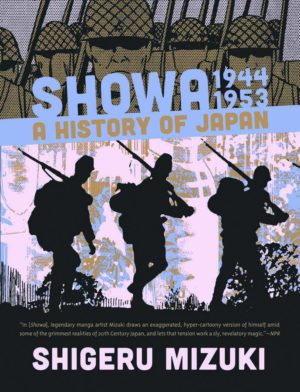 SHOWA 1944
1953
A HISTORY OF JAPAN
"In [Showa], legendary manga artist Mizuki draws an exaggerated, hyper-cartoony version of himself amid
some of the grimmest realities of 20th Century Japan, and lets that tension work a sly, revelatory magic."—NPR
SHIGERU MIZUKI